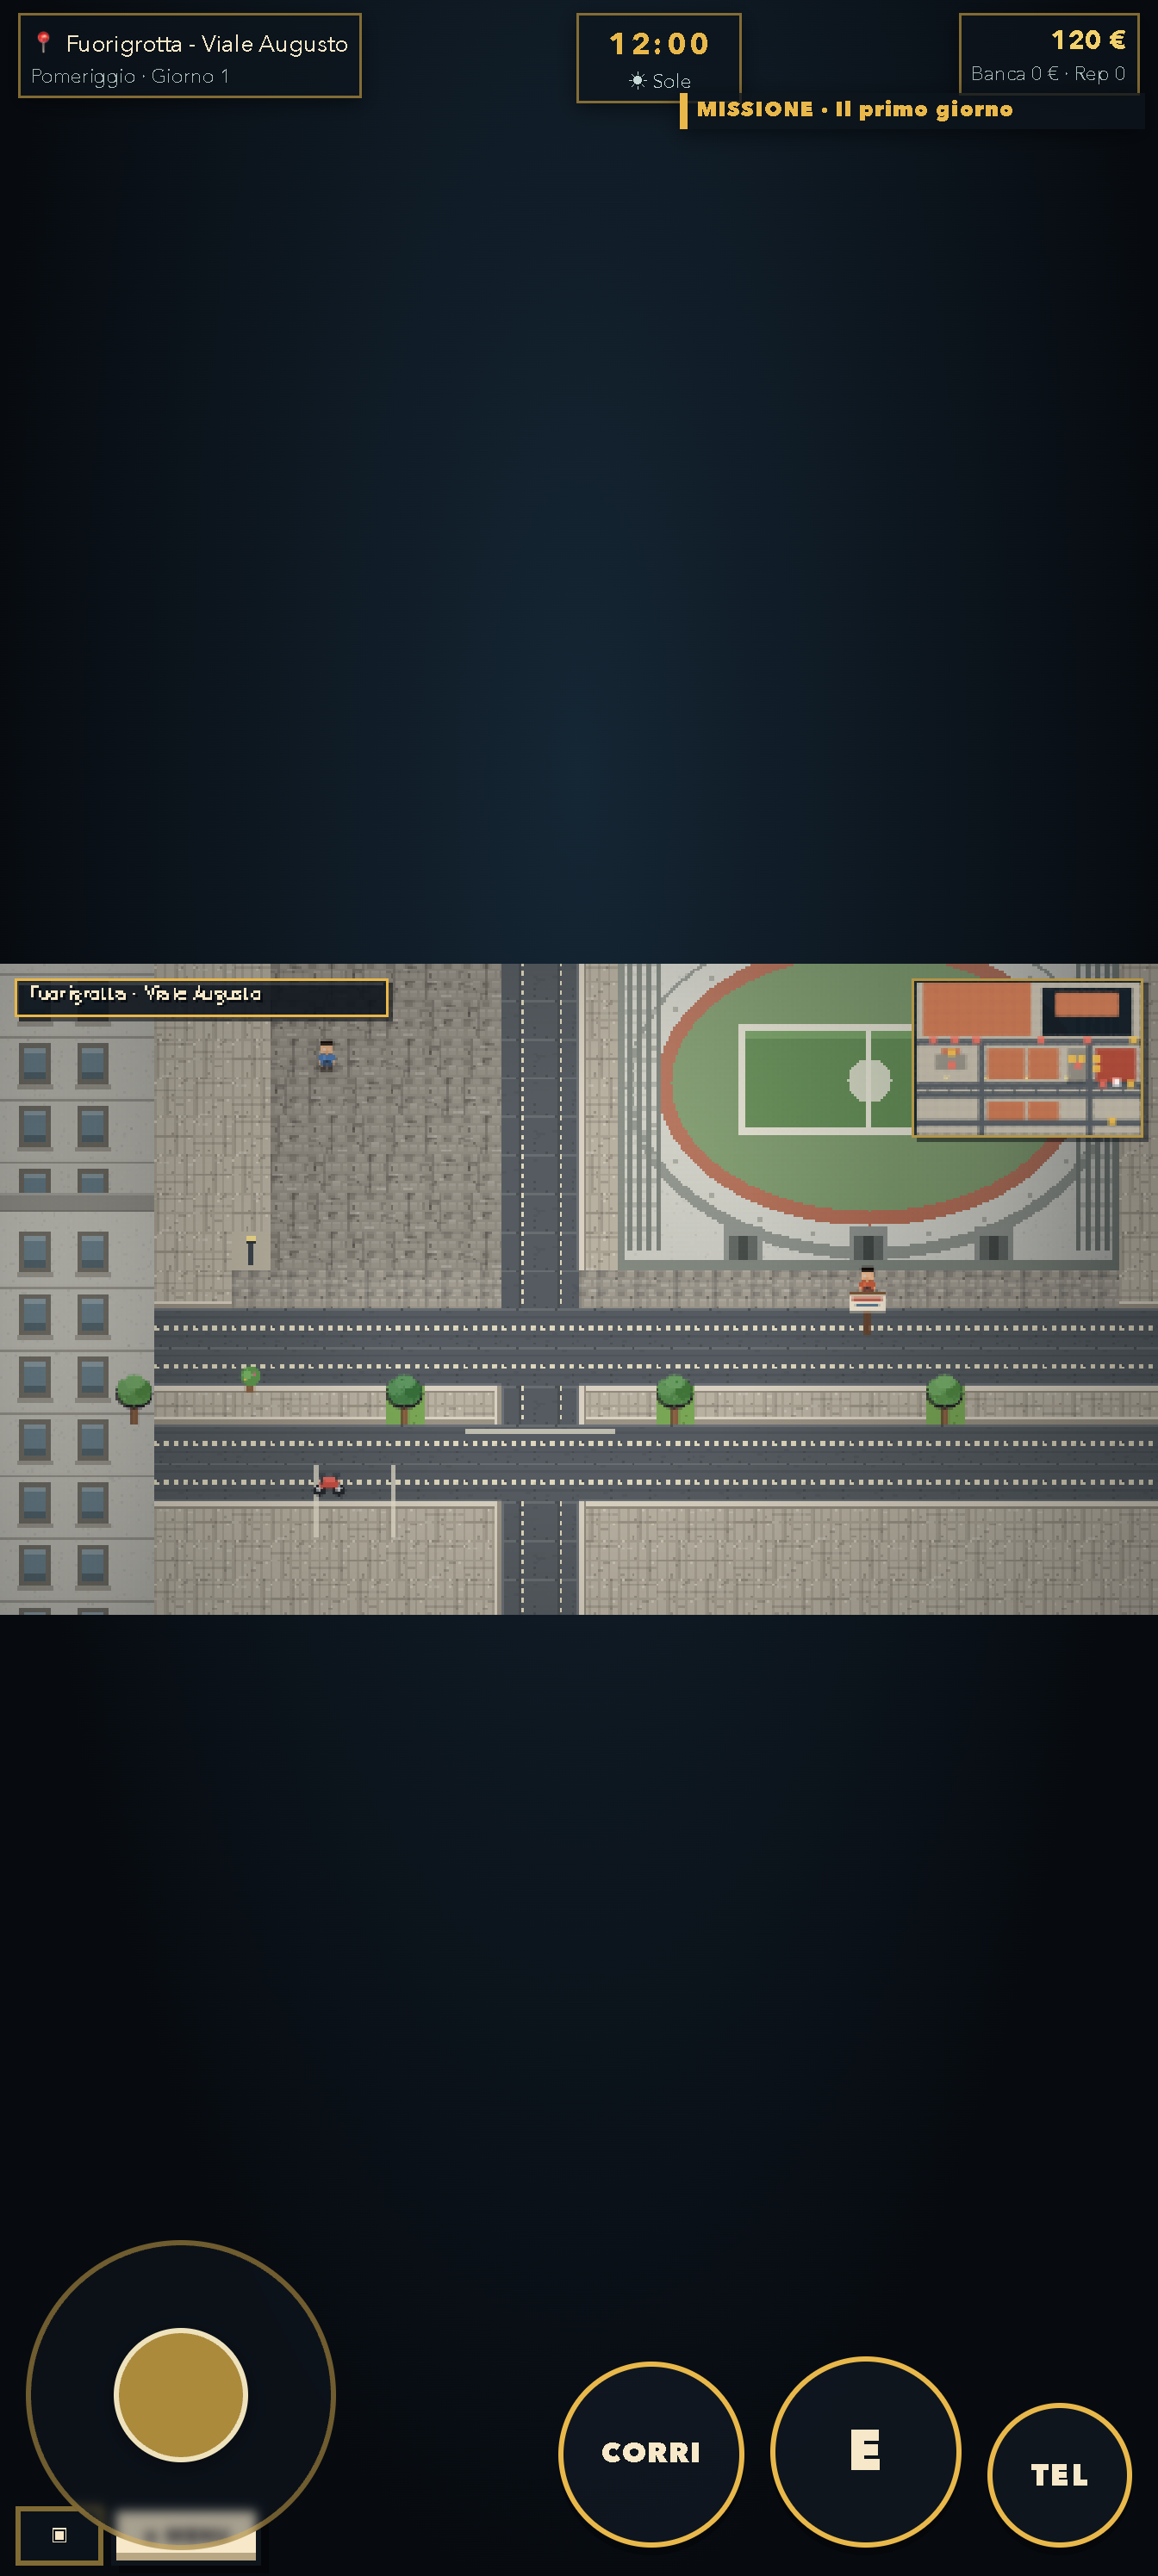 Fuorigrotta - Viale Augusto
Pomeriggio · Giorno 1
12:00
Sole
120 €
Banca 0 € · Rep 0
MISSIONE · Il primo giorno
Fuorigrotta · Viale Augusto
CORRI
E
TEL